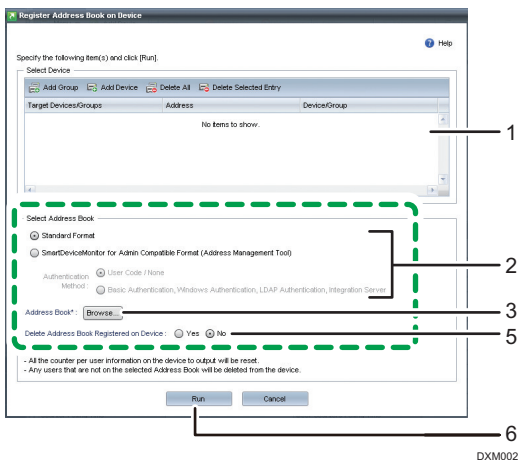 Register Address Book on Device
Help
Specify the following item(s) and click [Run].
Select Device
Add Group Add Device Delete All Delete Selected Entry
Target Devices/Groups Address Device/Group
No items to show.
1
Select Address Book
Standard Format
SmartDeviceMonitor for Admin Compatible Format (Address Management Tool)
2
Authentication Method : User Code / None
Basic Authentication, Windows Authentication, LDAP Authentication, Integration Server
Address Book* : Browse...
3
Delete Address Book Registered on Device : Yes No
5
- All the counter per user information on the device to output will be reset.
- Any users that are not on the selected Address Book will be deleted from the device.
Run Cancel
6
DXM002